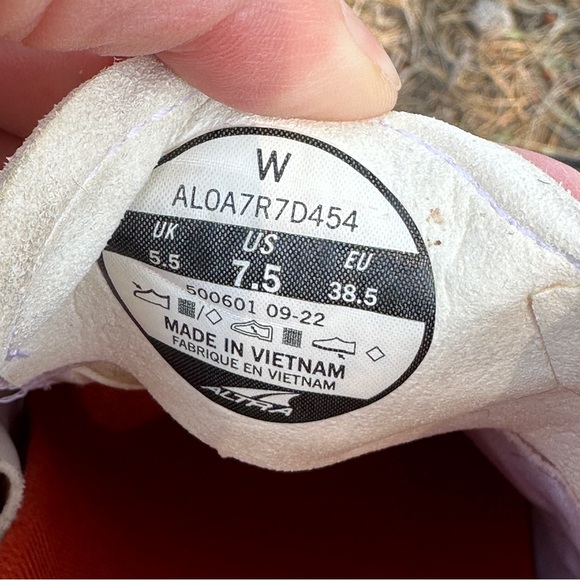 W
AL0A7R7D454
UK US EU
5.5 7.5 38.5
500601 09-22
MADE IN VIETNAM
FABRIQUE EN VIETNAM
ALTRA